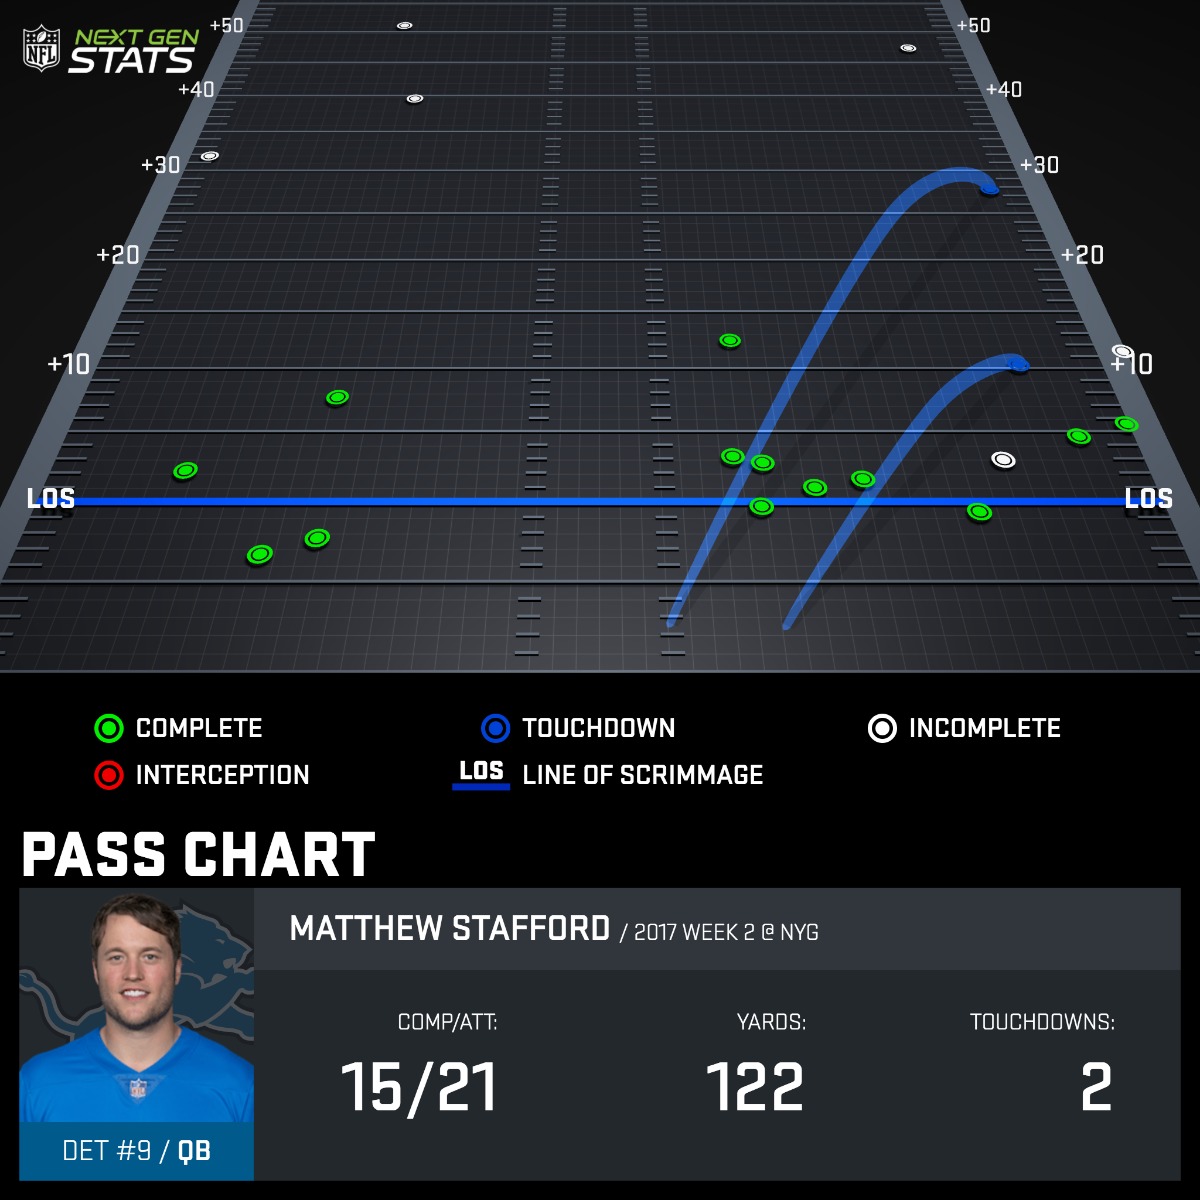 NFL NEXT GEN
STATS
+50 +50
+40 +40
+30 +30
+20 +20
+10 +10
LOS LOS
COMPLETE TOUCHDOWN INCOMPLETE
INTERCEPTION LOS LINE OF SCRIMMAGE
PASS CHART
MATTHEW STAFFORD / 2017 WEEK 2 @ NYG
COMP/ATT: YARDS: TOUCHDOWNS:
15/21 122 2
DET #9 / QB